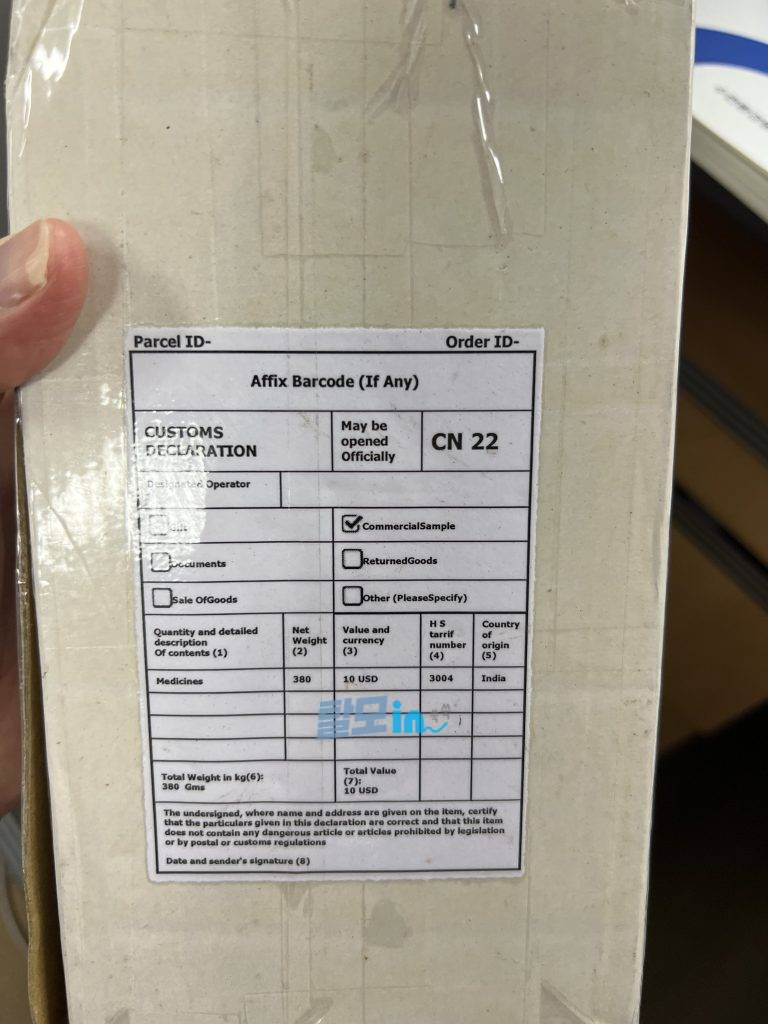 Parcel ID-
Order ID-
Affix Barcode (If Any)
CUSTOMS
DECLARATION
May be
opened
Officially
CN 22
Designated Operator
CommercialSample
Documents
ReturnedGoods
Sale OfGoods
Other (PleaseSpecify)
Quantity and detailed
description
Of contents (1)
Net
Weight
(2)
Value and
currency
(3)
H S
tarrif
number
(4)
Country
of
origin
(5)
Medicines
380
10 USD
3004
India
탈모in
Total Weight in kg(6):
380 Gms
Total Value
(7):
10 USD
The undersigned, where name and address are given on the item, certify
that the particulars given in this declaration are correct and that this item
does not contain any dangerous article or articles prohibited by legislation
or by postal or customs regulations
Date and sender's signature (8)